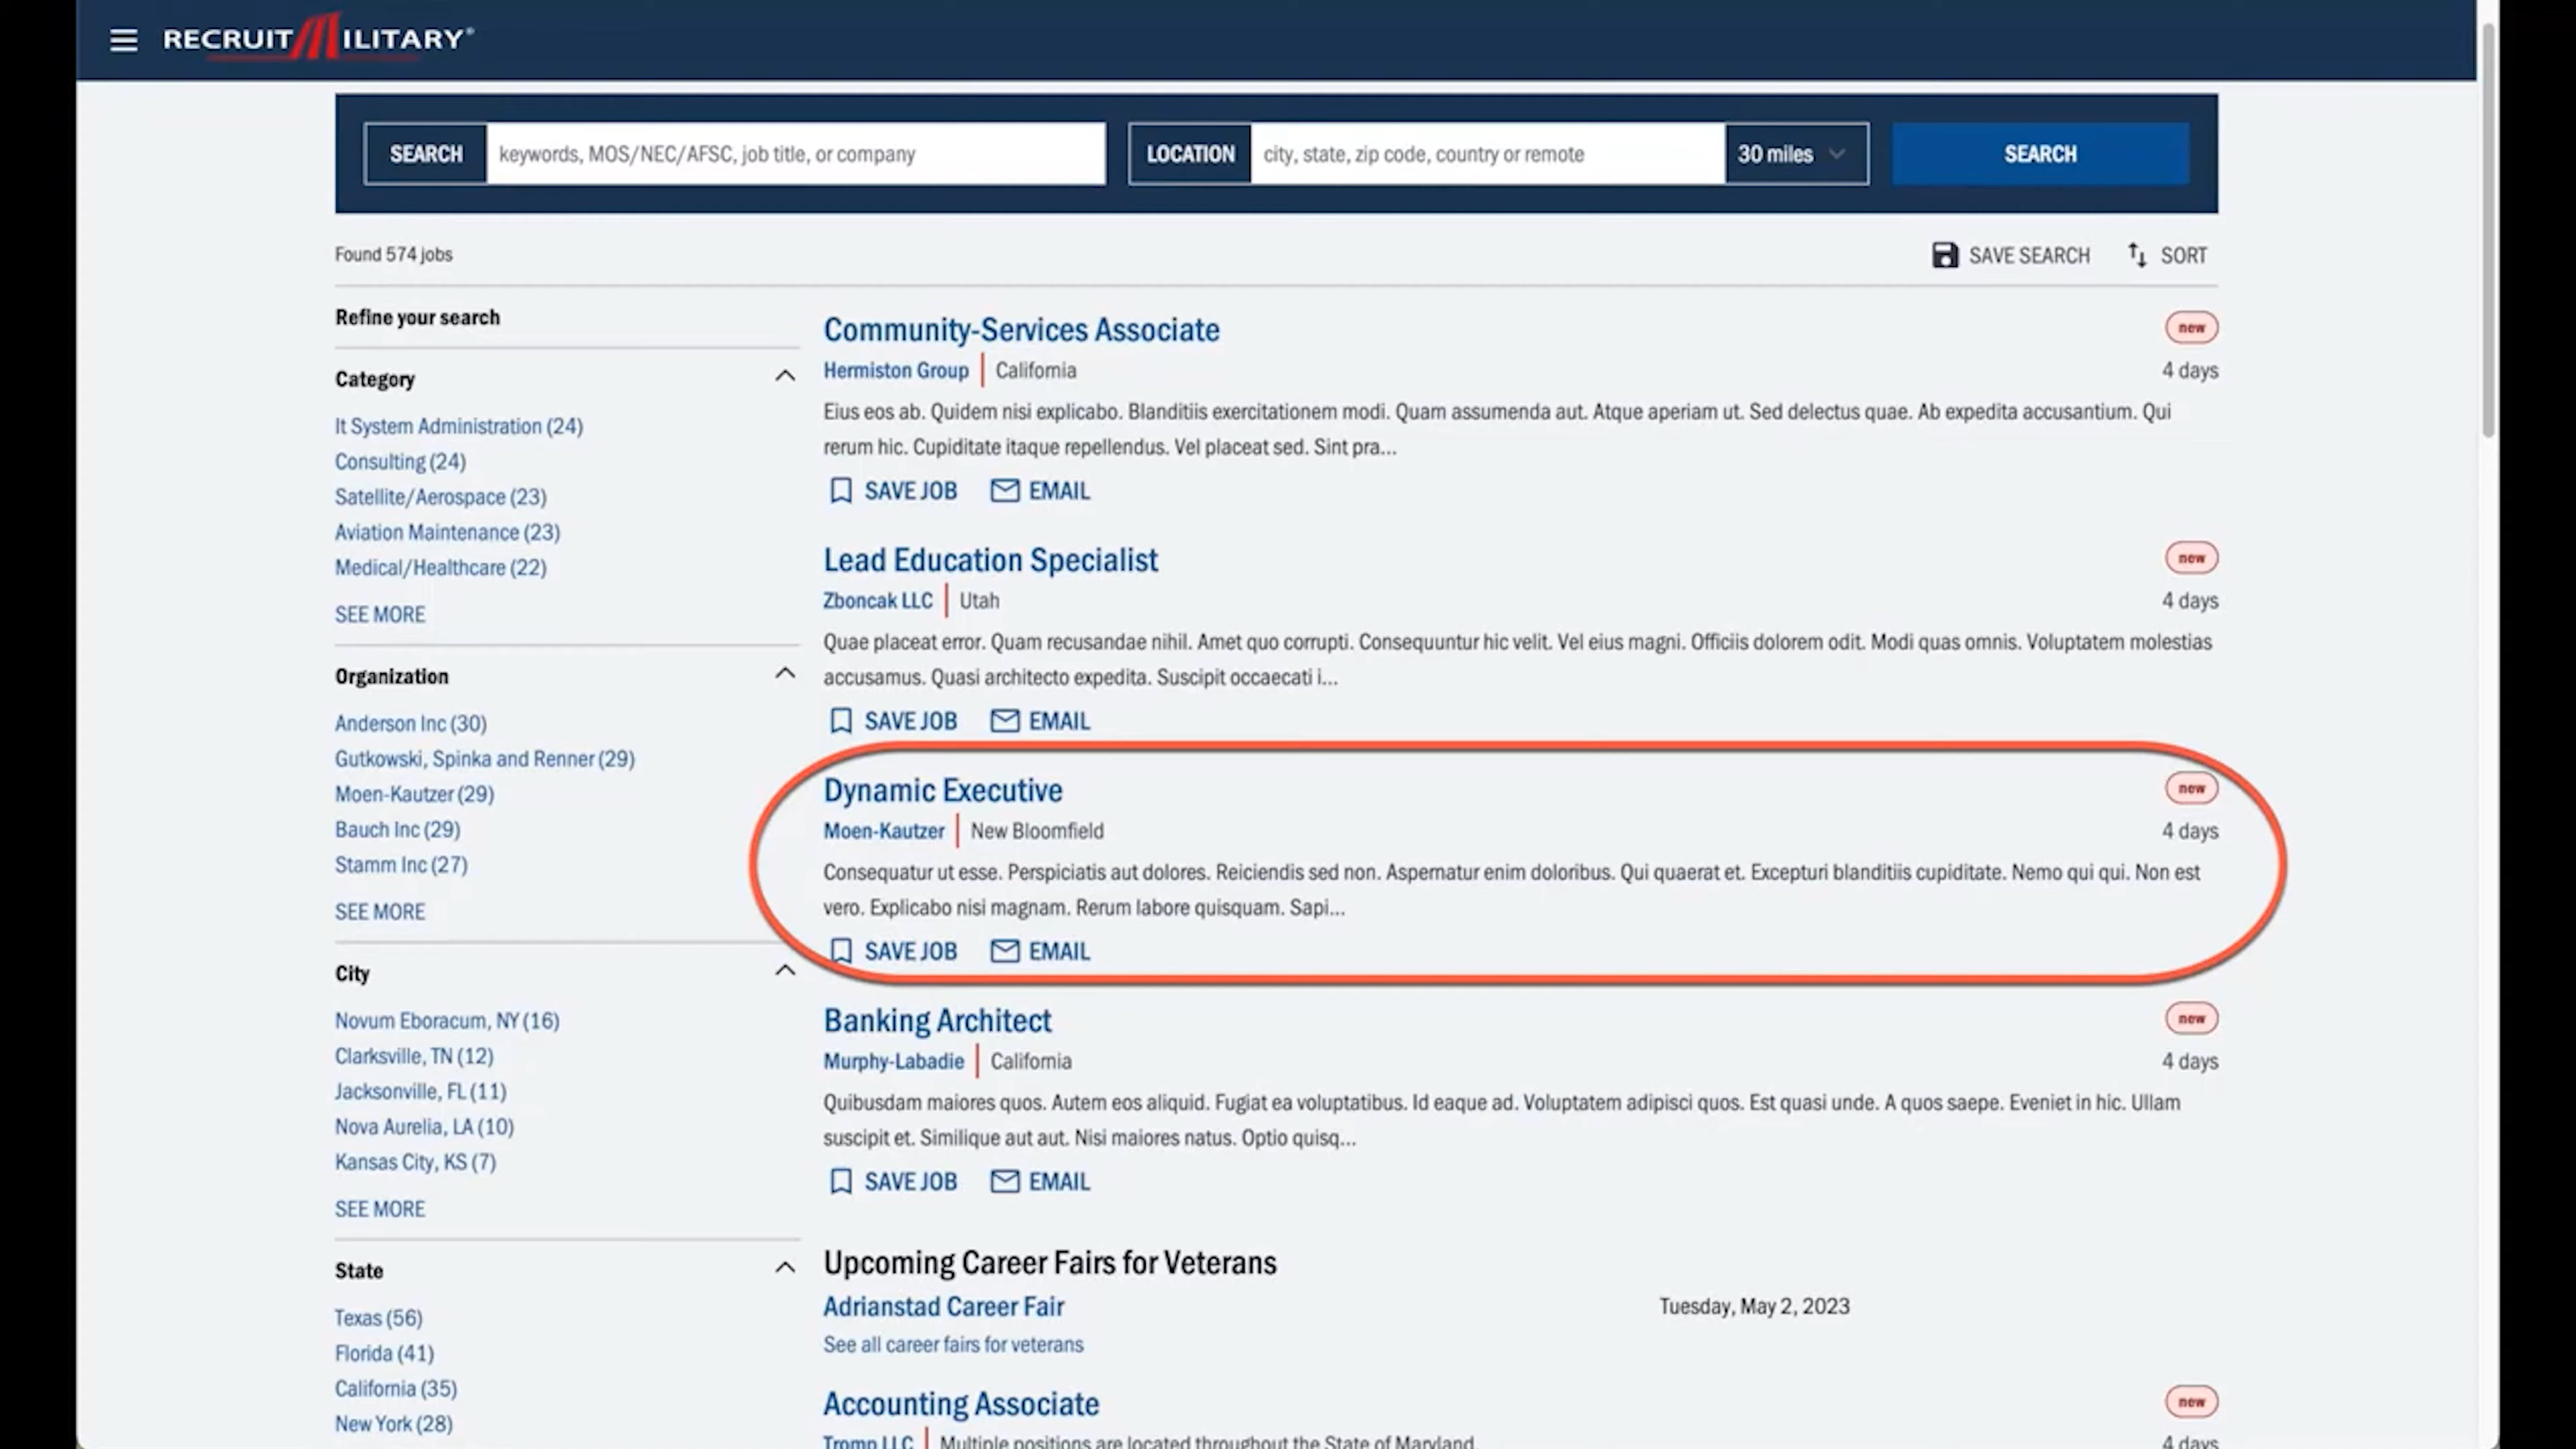 RECRUITMILITARY®
SEARCH
keywords, MOS/NEC/AFSC, job title, or company
LOCATION
city, state, zip code, country or remote
30 miles
SEARCH
Found 574 jobs
SAVE SEARCH
SORT
Refine your search
Category
It System Administration (24)
Consulting (24)
Satellite/Aerospace (23)
Aviation Maintenance (23)
Medical/Healthcare (22)
SEE MORE
Organization
Anderson Inc (30)
Gutkowski, Spinka and Renner (29)
Moen-Kautzer (29)
Bauch Inc (29)
Stamm Inc (27)
SEE MORE
City
Novum Eboracum, NY (16)
Clarksville, TN (12)
Jacksonville, FL (11)
Nova Aurelia, LA (10)
Kansas City, KS (7)
SEE MORE
State
Texas (56)
Florida (41)
California (35)
New York (28)
Community-Services Associate
new
Hermiston Group | California
4 days
Eius eos ab. Quidem nisi explicabo. Blanditiis exercitationem modi. Quam assumenda aut. Atque aperiam ut. Sed delectus quae. Ab expedita accusantium. Qui
rerum hic. Cupiditate itaque repellendus. Vel placeat sed. Sint pra...
SAVE JOB EMAIL
Lead Education Specialist
new
Zboncak LLC | Utah
4 days
Quae placeat error. Quam recusandae nihil. Amet quo corrupti. Consequuntur hic velit. Vel eius magni. Officiis dolorem odit. Modi quas omnis. Voluptatem molestias
accusamus. Quasi architecto expedita. Suscipit occaecati i...
SAVE JOB EMAIL
Dynamic Executive
new
Moen-Kautzer | New Bloomfield
4 days
Consequatur ut esse. Perspiciatis aut dolores. Reiciendis sed non. Aspernatur enim doloribus. Qui quaerat et. Excepturi blanditiis cupiditate. Nemo qui qui. Non est
vero. Explicabo nisi magnam. Rerum labore quisquam. Sapi...
SAVE JOB EMAIL
Banking Architect
new
Murphy-Labadie | California
4 days
Quibusdam maiores quos. Autem eos aliquid. Fugiat ea voluptatibus. Id eaque ad. Voluptatem adipisci quos. Est quasi unde. A quos saepe. Eveniet in hic. Ullam
suscipit et. Similique aut aut. Nisi maiores natus. Optio quisq...
SAVE JOB EMAIL
Upcoming Career Fairs for Veterans
Adrianstad Career Fair
Tuesday, May 2, 2023
See all career fairs for veterans
Accounting Associate
new
Tromp LLC | Multiple positions are located throughout the State of Maryland.
4 days